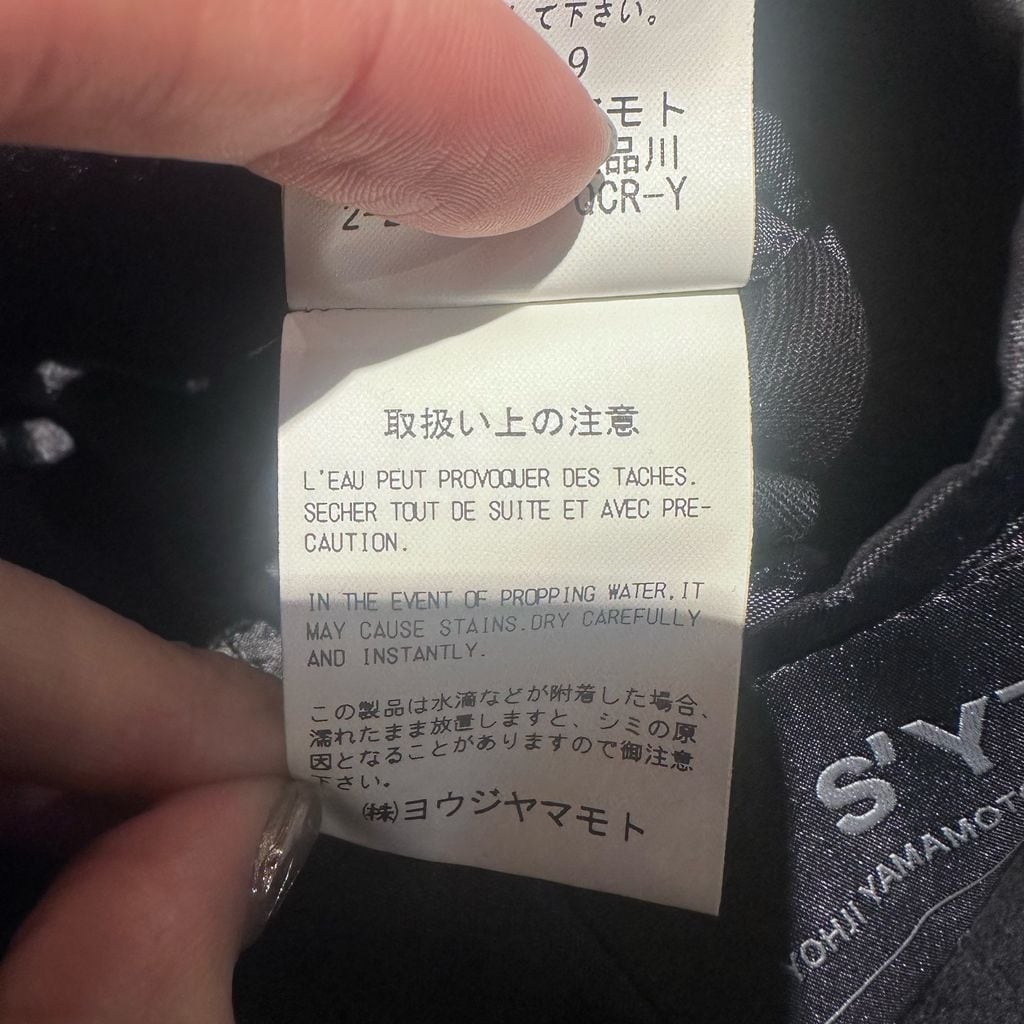 て下さい。
9
モト
品川
QCR-Y
取扱い上の注意
L'EAU PEUT PROVOQUER DES TACHES.
SECHER TOUT DE SUITE ET AVEC PRE-
CAUTION.
IN THE EVENT OF PROPPING WATER,IT
MAY CAUSE STAINS.DRY CAREFULLY
AND INSTANTLY.
この製品は水滴などが附着した場合、
濡れたまま放置しますと、シミの原
因となることがありますので御注意
下さい。
㈱ヨウジヤマモト
S'Y
YOHJI YAMAMOT